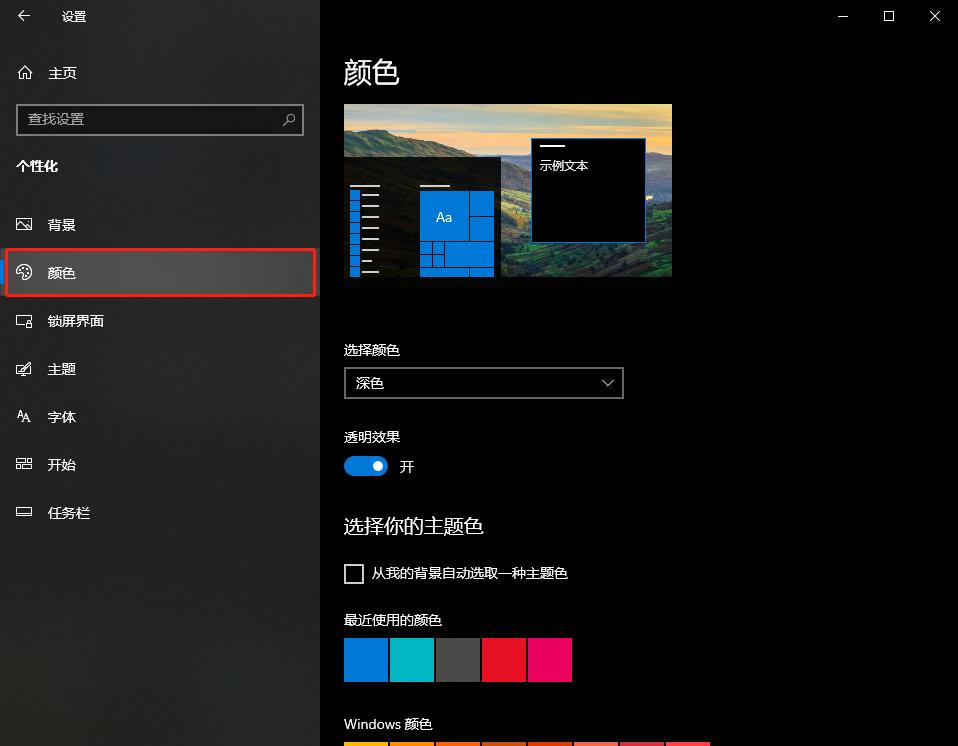 设置
主页
查找设置
个性化
背景
颜色
锁屏界面
主题
字体
开始
任务栏
颜色
示例文本
Aa
选择颜色
深色
透明效果
开
选择你的主题色
从我的背景自动选取一种主题色
最近使用的颜色
Windows 颜色